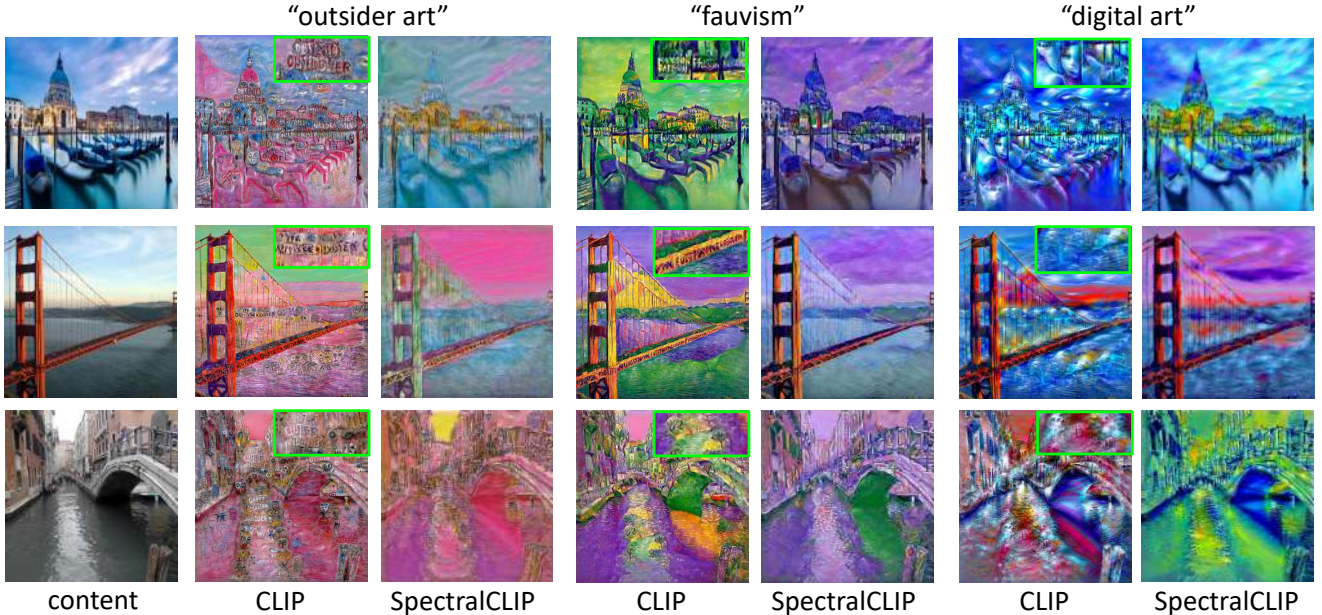 “outsider art”
“fauvism”
“digital art”
content
CLIP
SpectralCLIP
CLIP
SpectralCLIP
CLIP
SpectralCLIP